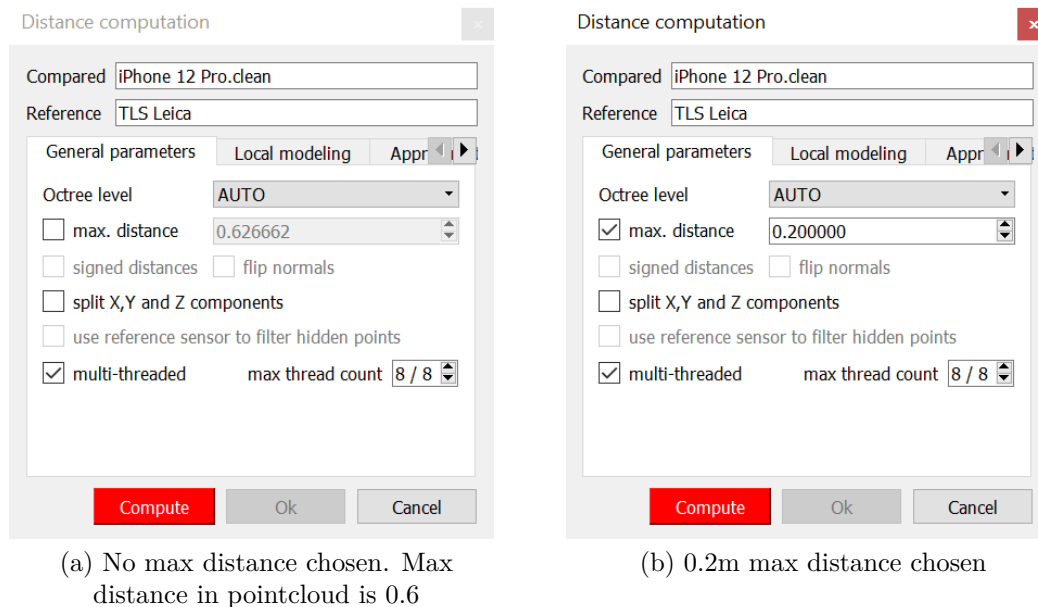 Distance computation
Compared iPhone 12 Pro.clean
Reference TLS Leica
General parameters Local modeling Appr
Octree level AUTO
max. distance 0.626662
signed distances flip normals
split X,Y and Z components
use reference sensor to filter hidden points
multi-threaded max thread count 8 / 8
Compute Ok Cancel
(a) No max distance chosen. Max
distance in pointcloud is 0.6
Distance computation
Compared iPhone 12 Pro.clean
Reference TLS Leica
General parameters Local modeling Appr
Octree level AUTO
max. distance 0.200000
signed distances flip normals
split X,Y and Z components
use reference sensor to filter hidden points
multi-threaded max thread count 8 / 8
Compute Ok Cancel
(b) 0.2m max distance chosen